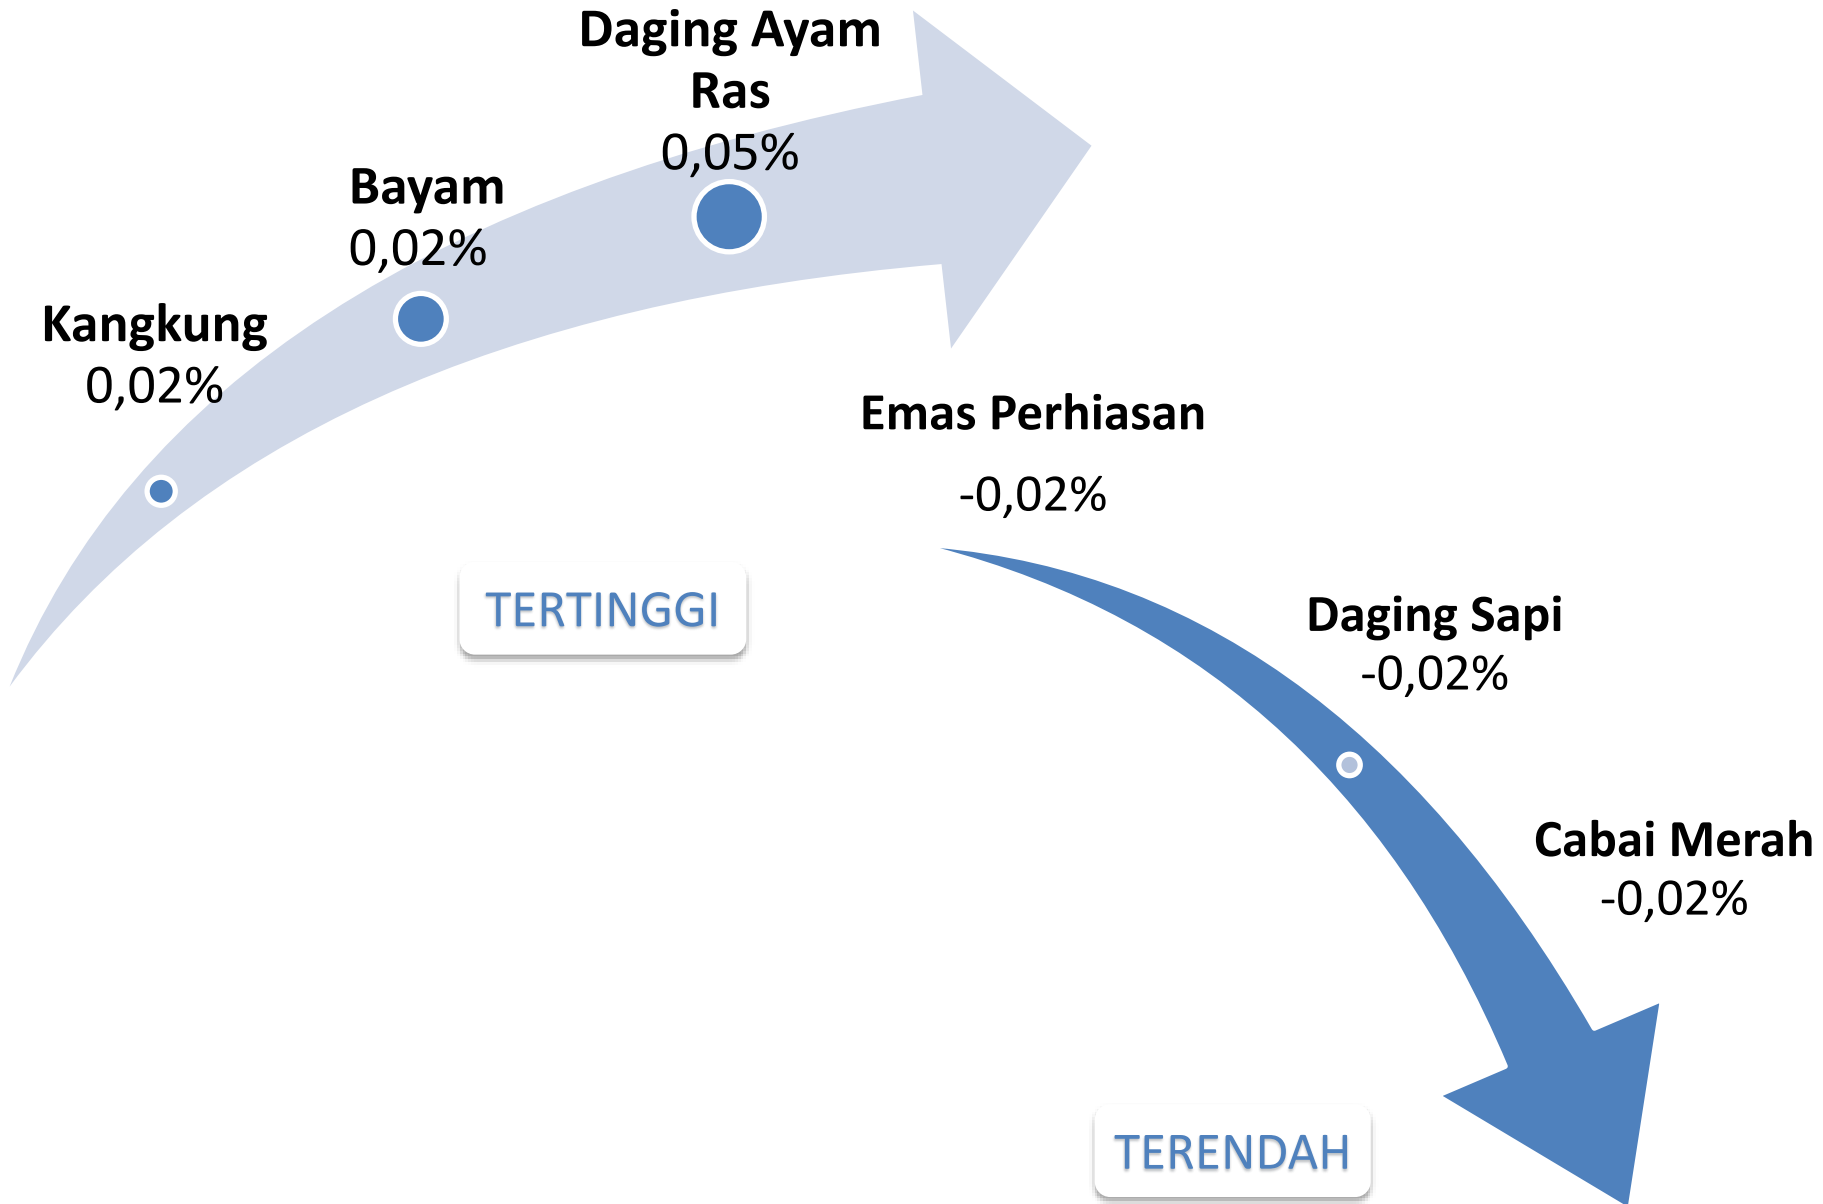 Daging Ayam
Ras
0,05%
Bayam
0,02%
Kangkung
0,02%
TERTINGGI
Emas Perhiasan
-0,02%
Daging Sapi
-0,02%
Cabai Merah
-0,02%
TERENDAH